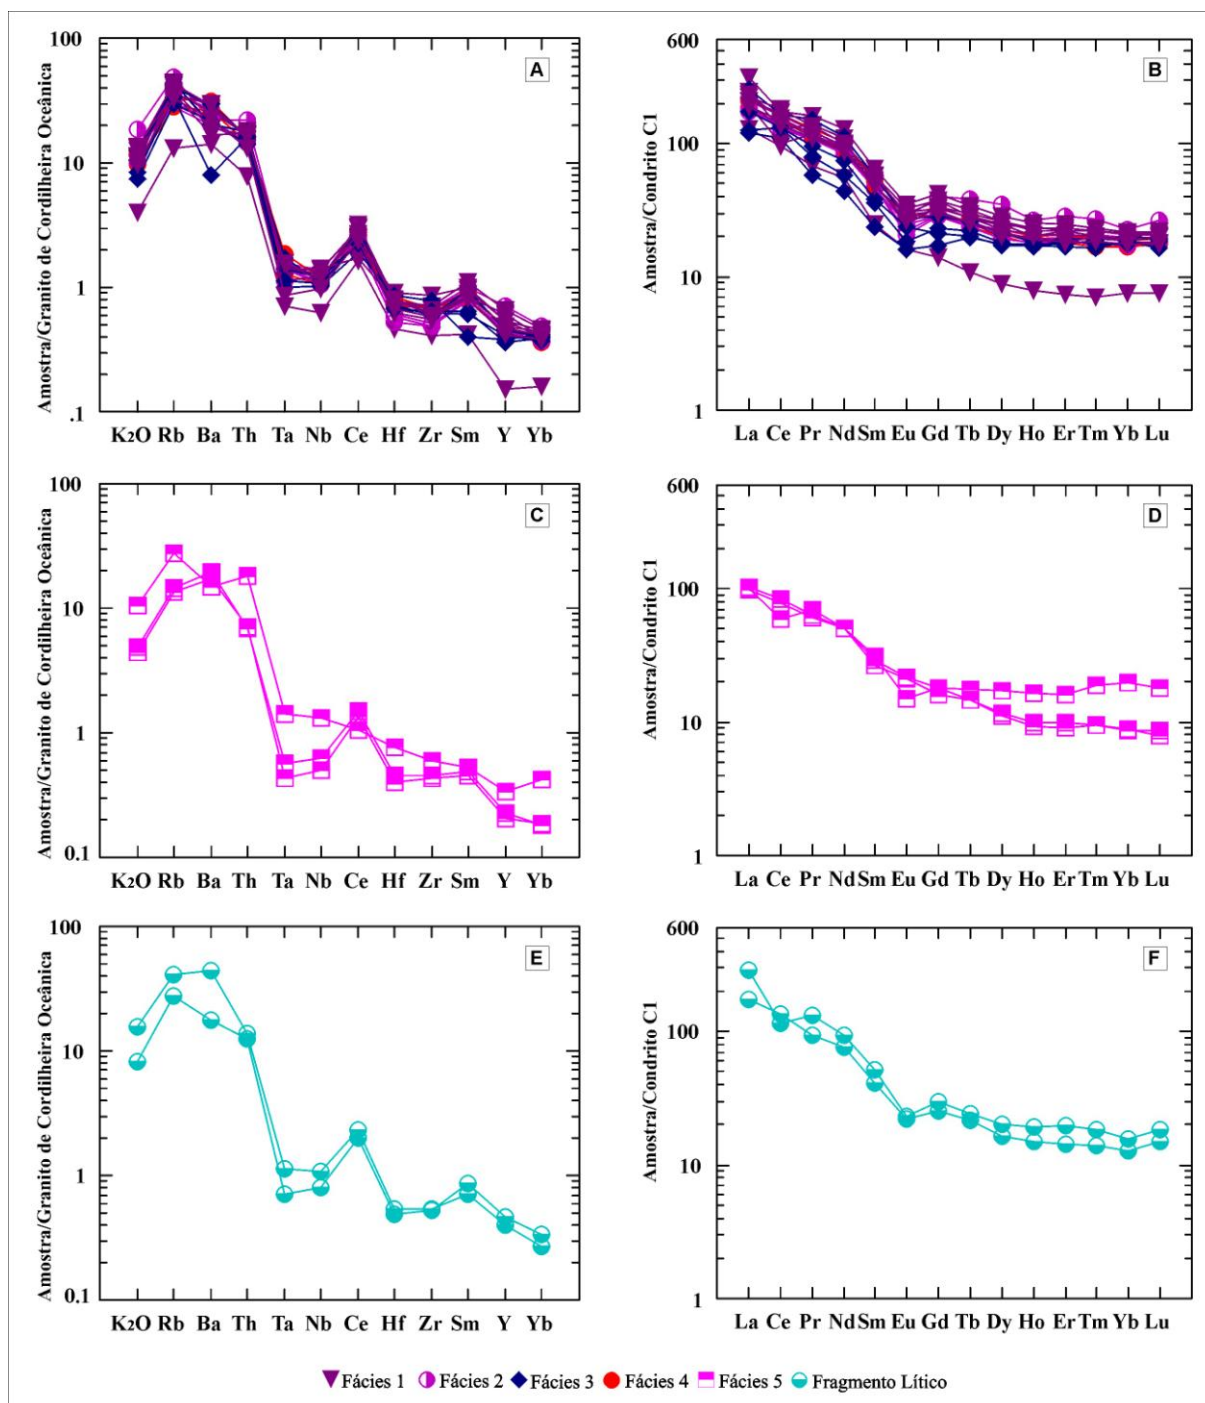 A
Amostra/Granito de Cordilheira Oceânica
100
10
1
.1
K2O Rb Ba Th Ta Nb Ce Hf Zr Sm Y Yb
B
Amostra/Condrito C1
600
100
10
1
La Ce Pr Nd Sm Eu Gd Tb Dy Ho Er Tm Yb Lu
C
Amostra/Granito de Cordilheira Oceânica
100
10
1
0.1
K2O Rb Ba Th Ta Nb Ce Hf Zr Sm Y Yb
D
Amostra/Condrito C1
600
100
10
1
La Ce Pr Nd Sm Eu Gd Tb Dy Ho Er Tm Yb Lu
E
Amostra/Granito de Cordilheira Oceânica
100
10
1
0.1
K2O Rb Ba Th Ta Nb Ce Hf Zr Sm Y Yb
F
Amostra/Condrito C1
600
100
10
1
La Ce Pr Nd Sm Eu Gd Tb Dy Ho Er Tm Yb Lu
Fácies 1 Fácies 2 Fácies 3 Fácies 4 Fácies 5 Fragmento Lítico